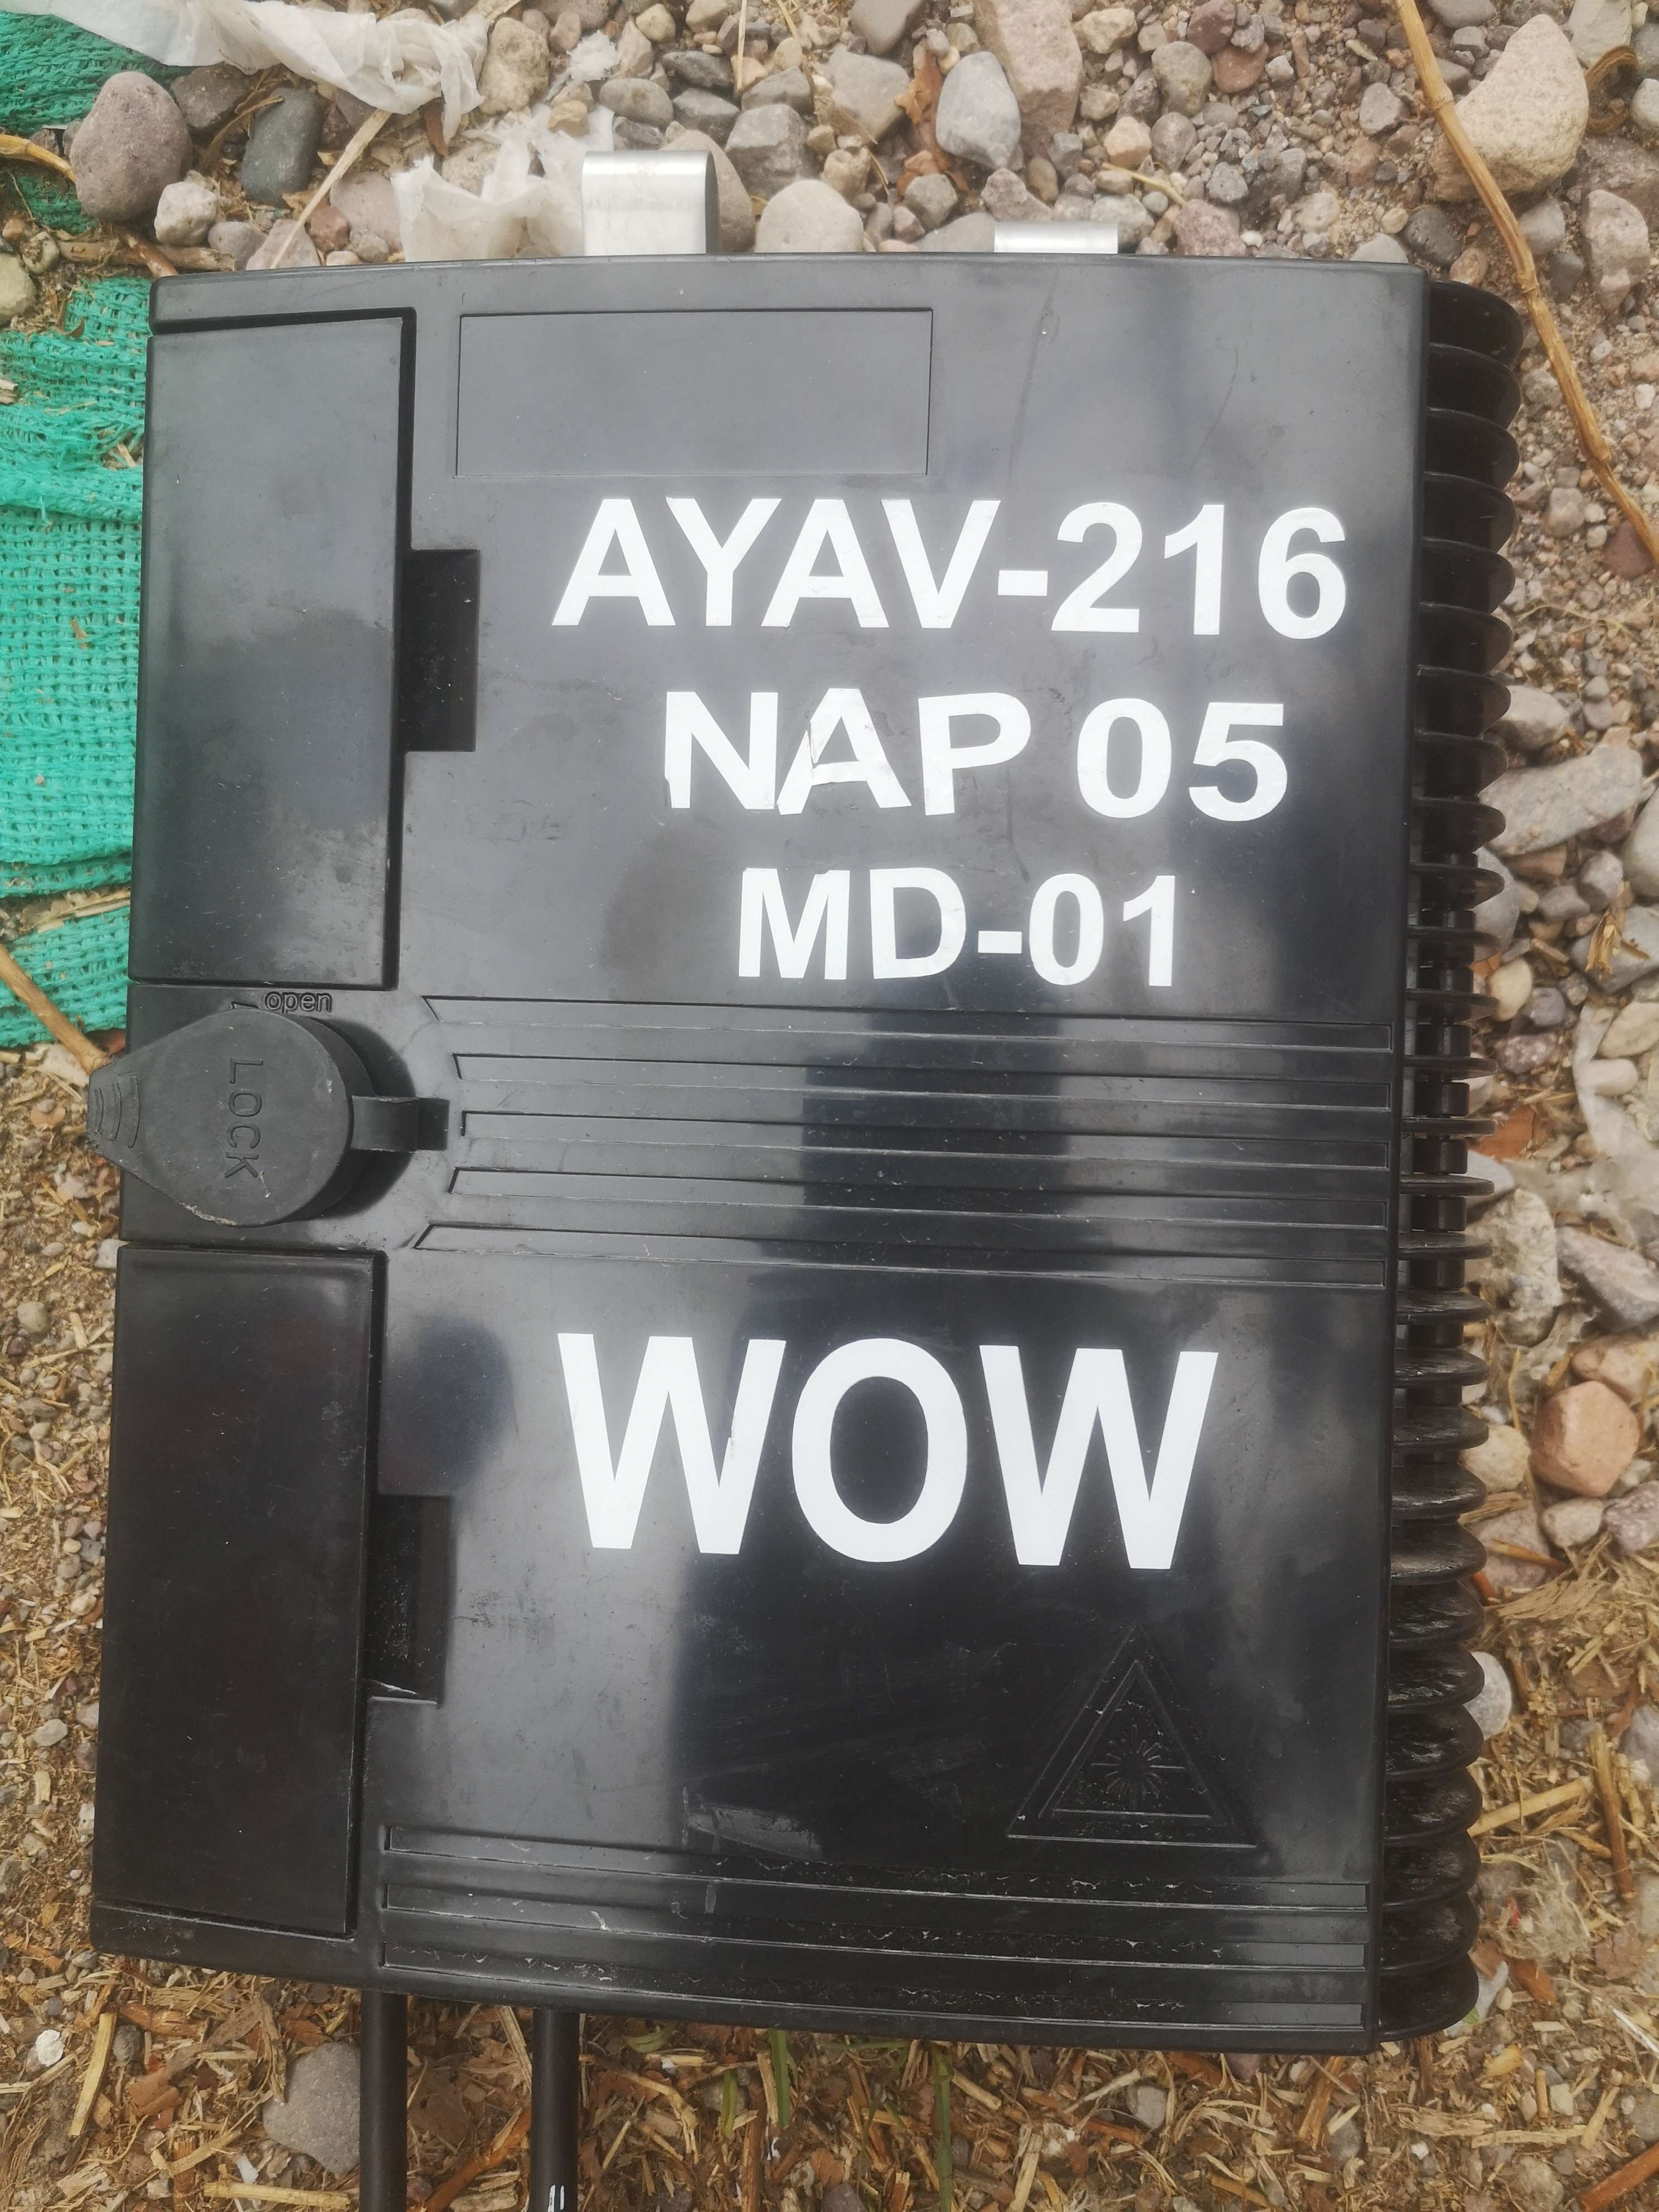 AYAV-216
NAP 05
MD-01
open
LOCK
WOW